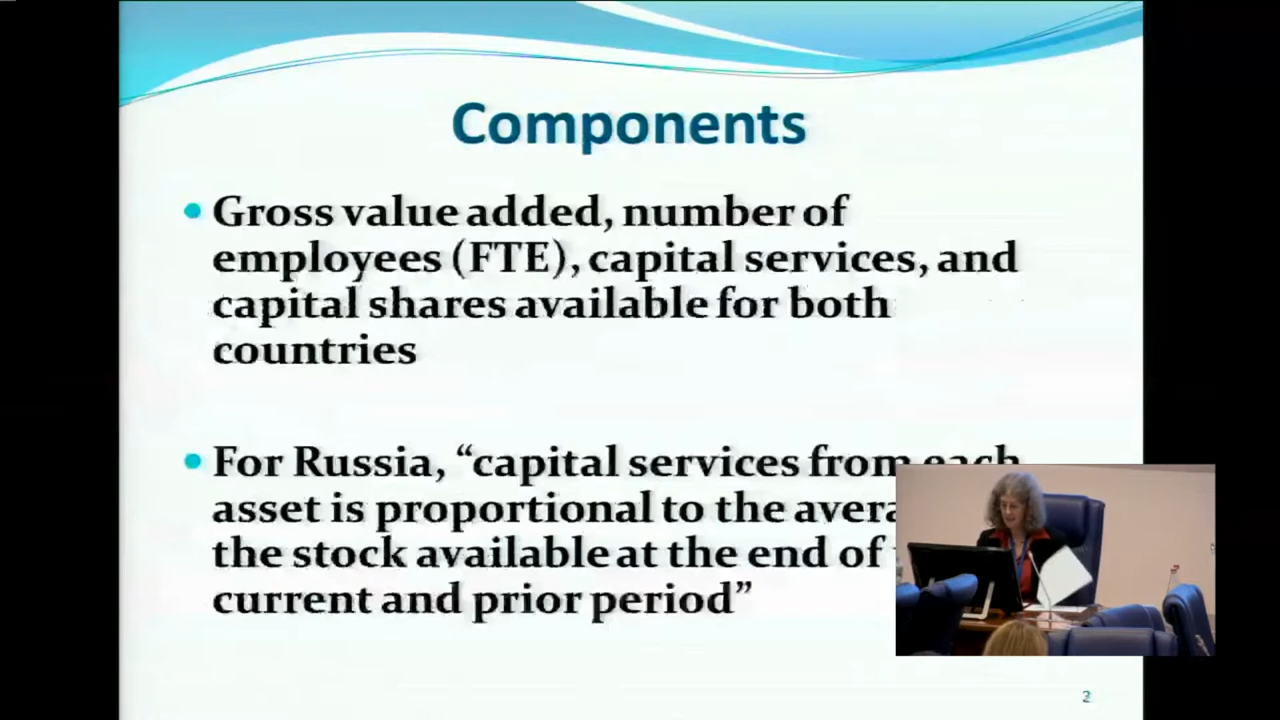 Components
• Gross value added, number of
employees (FTE), capital services, and
capital shares available for both
countries
• For Russia, “capital services from each
asset is proportional to the
the stock available at the end of
current and prior period”
2